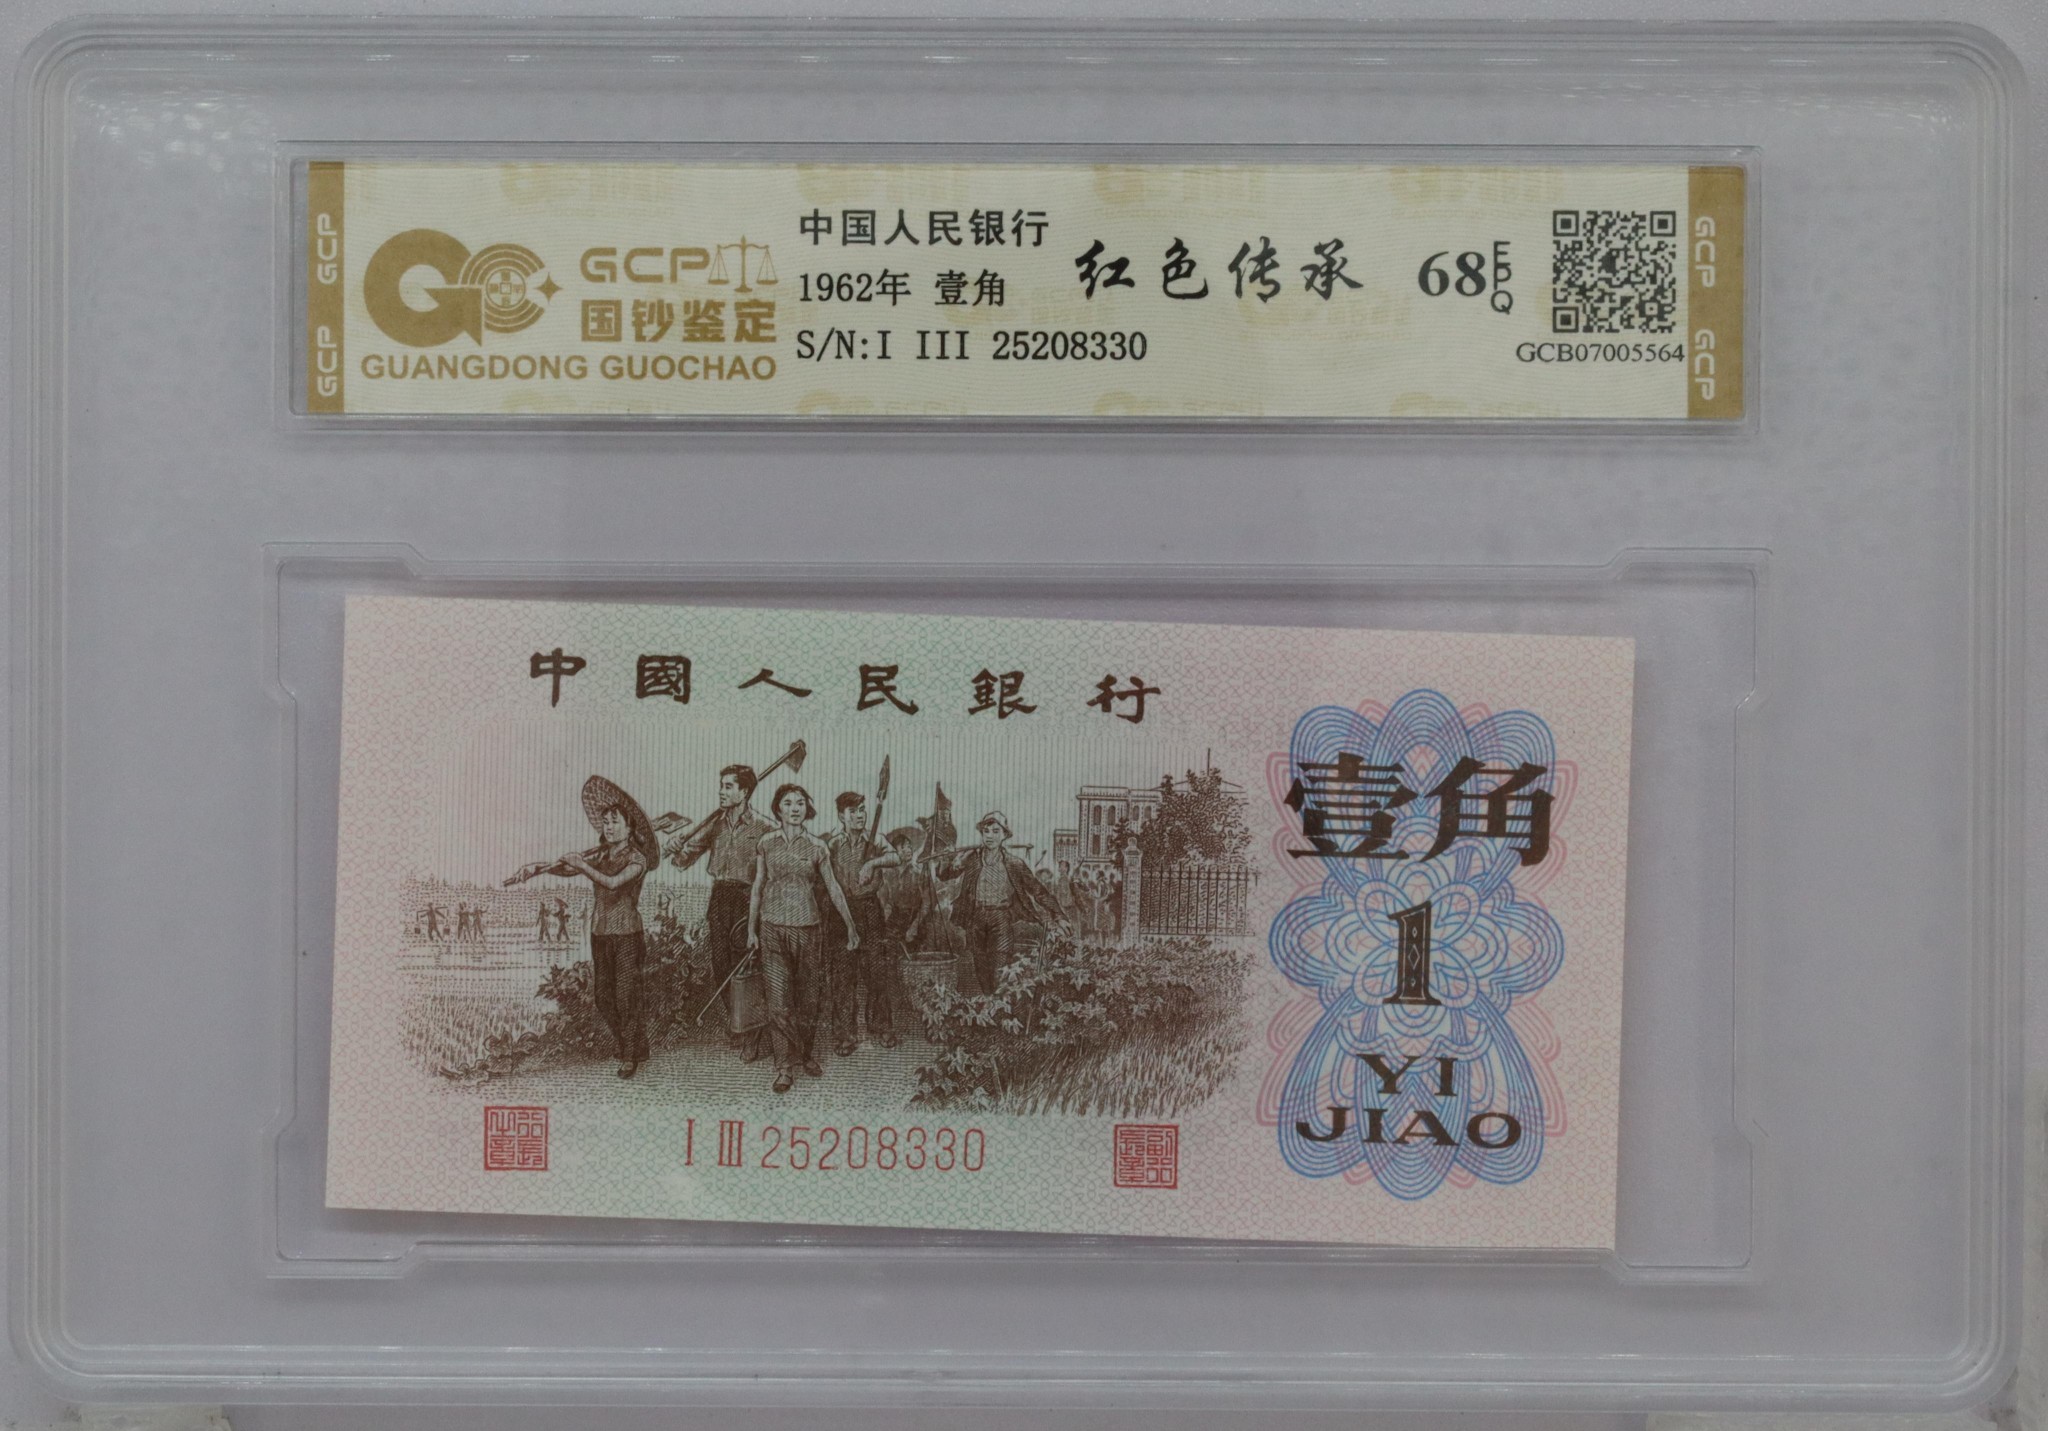 GCP
GCP
GC
GCP
国钞鉴定
GUANGDONG GUOCHAO
中国人民银行
1962年 壹角
S/N:I III 25208330
红色传承
68 EPQ
GCB07005564
GCP
GCP
中國人民銀行
壹角
1
YI
JIAO
I III 25208330